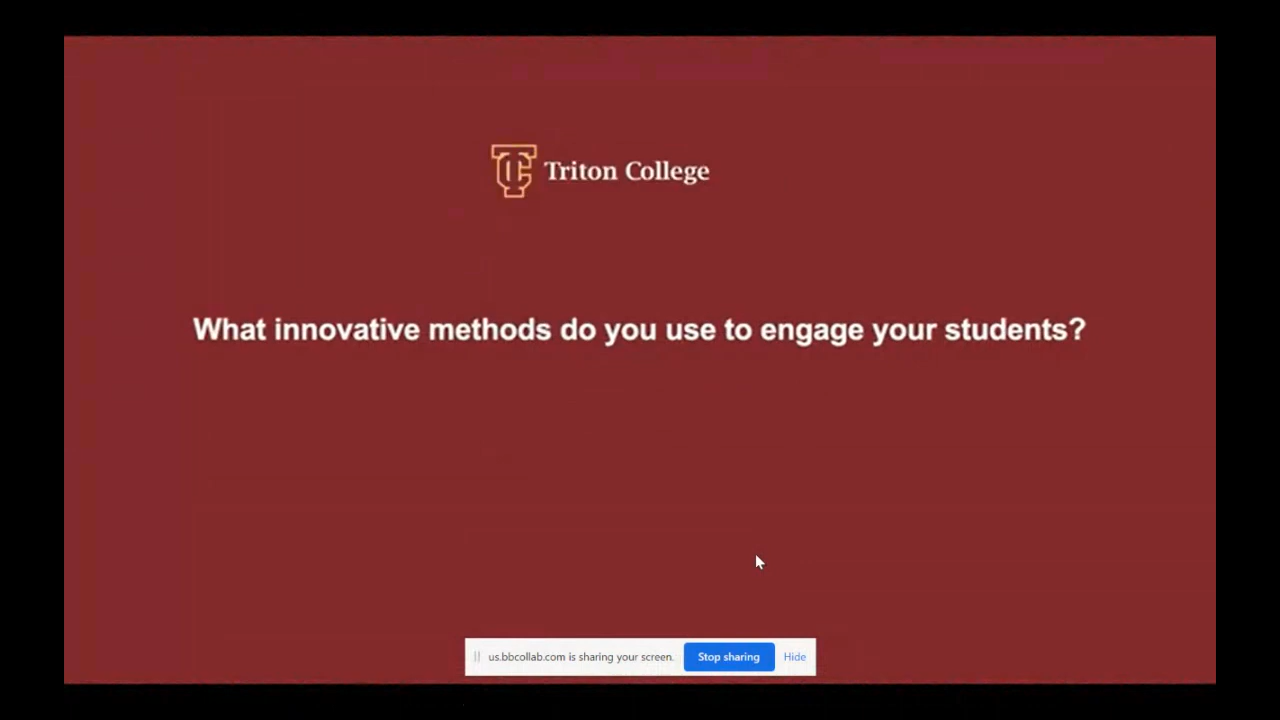 Triton College
What innovative methods do you use to engage your students?
us.bbcollab.com is sharing your screen. Stop sharing Hide